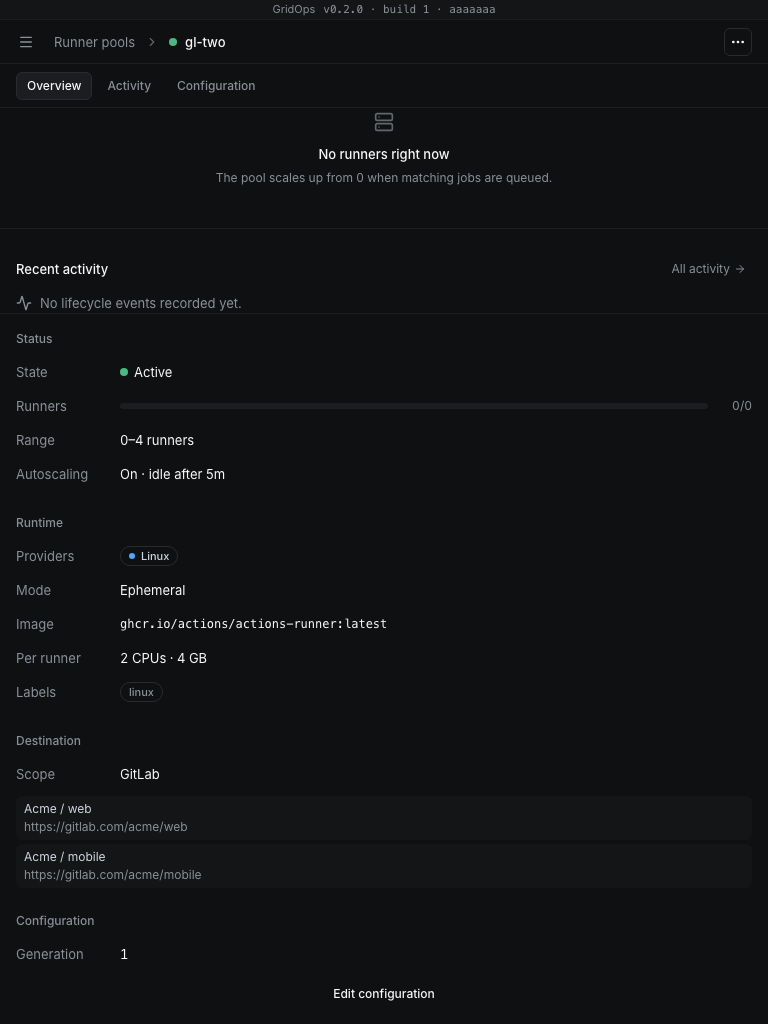 GridOps v0.2.0 · build 1 · aaaaaaa
Runner pools > gl-two
Overview Activity Configuration
No runners right now
The pool scales up from 0 when matching jobs are queued.
Recent activity All activity →
No lifecycle events recorded yet.
Status
State Active
Runners 0/0
Range 0–4 runners
Autoscaling On · idle after 5m
Runtime
Providers Linux
Mode Ephemeral
Image ghcr.io/actions/actions-runner:latest
Per runner 2 CPUs · 4 GB
Labels linux
Destination
Scope GitLab
Acme / web
https://gitlab.com/acme/web
Acme / mobile
https://gitlab.com/acme/mobile
Configuration
Generation 1
Edit configuration